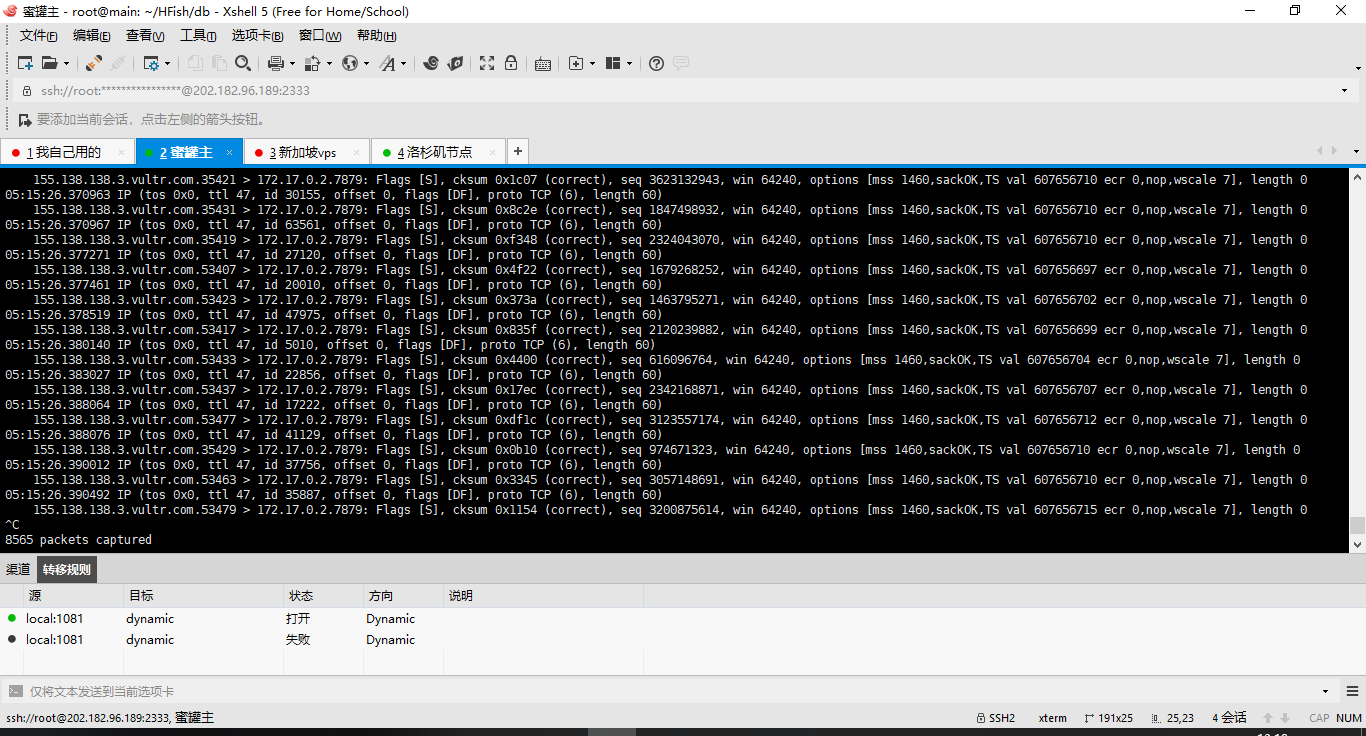 蜜罐主 - root@main: ~/HFish/db - Xshell 5 (Free for Home/School)
文件(F) 编辑(E) 查看(V) 工具(T) 选项卡(B) 窗口(W) 帮助(H)
ssh://root:****************@202.182.96.189:2333
要添加当前会话，点击左侧的箭头按钮。
1 我自己用的 × 2 蜜罐主 × 3 新加坡vps × 4 洛杉矶节点 × +
155.138.138.3.vultr.com.35421 > 172.17.0.2.7879: Flags [S], cksum 0x1c07 (correct), seq 3623132943, win 64240, options [mss 1460,sackOK,TS val 607656710 ecr 0,nop,wscale 7], length 0
05:15:26.370963 IP (tos 0x0, ttl 47, id 30155, offset 0, flags [DF], proto TCP (6), length 60)
155.138.138.3.vultr.com.35431 > 172.17.0.2.7879: Flags [S], cksum 0x8c2e (correct), seq 1847498932, win 64240, options [mss 1460,sackOK,TS val 607656710 ecr 0,nop,wscale 7], length 0
05:15:26.370967 IP (tos 0x0, ttl 47, id 63561, offset 0, flags [DF], proto TCP (6), length 60)
155.138.138.3.vultr.com.35419 > 172.17.0.2.7879: Flags [S], cksum 0xf348 (correct), seq 2324043070, win 64240, options [mss 1460,sackOK,TS val 607656710 ecr 0,nop,wscale 7], length 0
05:15:26.377271 IP (tos 0x0, ttl 47, id 27120, offset 0, flags [DF], proto TCP (6), length 60)
155.138.138.3.vultr.com.53407 > 172.17.0.2.7879: Flags [S], cksum 0x4f22 (correct), seq 1679268252, win 64240, options [mss 1460,sackOK,TS val 607656697 ecr 0,nop,wscale 7], length 0
05:15:26.377461 IP (tos 0x0, ttl 47, id 20010, offset 0, flags [DF], proto TCP (6), length 60)
155.138.138.3.vultr.com.53423 > 172.17.0.2.7879: Flags [S], cksum 0x373a (correct), seq 1463795271, win 64240, options [mss 1460,sackOK,TS val 607656702 ecr 0,nop,wscale 7], length 0
05:15:26.378519 IP (tos 0x0, ttl 47, id 47975, offset 0, flags [DF], proto TCP (6), length 60)
155.138.138.3.vultr.com.53417 > 172.17.0.2.7879: Flags [S], cksum 0x835f (correct), seq 2120239882, win 64240, options [mss 1460,sackOK,TS val 607656699 ecr 0,nop,wscale 7], length 0
05:15:26.380140 IP (tos 0x0, ttl 47, id 5010, offset 0, flags [DF], proto TCP (6), length 60)
155.138.138.3.vultr.com.53433 > 172.17.0.2.7879: Flags [S], cksum 0x4400 (correct), seq 616096764, win 64240, options [mss 1460,sackOK,TS val 607656704 ecr 0,nop,wscale 7], length 0
05:15:26.383027 IP (tos 0x0, ttl 47, id 22856, offset 0, flags [DF], proto TCP (6), length 60)
155.138.138.3.vultr.com.53437 > 172.17.0.2.7879: Flags [S], cksum 0x17ec (correct), seq 2342168871, win 64240, options [mss 1460,sackOK,TS val 607656707 ecr 0,nop,wscale 7], length 0
05:15:26.388064 IP (tos 0x0, ttl 47, id 17222, offset 0, flags [DF], proto TCP (6), length 60)
155.138.138.3.vultr.com.53477 > 172.17.0.2.7879: Flags [S], cksum 0xdf1c (correct), seq 3123557174, win 64240, options [mss 1460,sackOK,TS val 607656712 ecr 0,nop,wscale 7], length 0
05:15:26.388076 IP (tos 0x0, ttl 47, id 41129, offset 0, flags [DF], proto TCP (6), length 60)
155.138.138.3.vultr.com.35429 > 172.17.0.2.7879: Flags [S], cksum 0x0b10 (correct), seq 974671323, win 64240, options [mss 1460,sackOK,TS val 607656710 ecr 0,nop,wscale 7], length 0
05:15:26.390012 IP (tos 0x0, ttl 47, id 37756, offset 0, flags [DF], proto TCP (6), length 60)
155.138.138.3.vultr.com.53463 > 172.17.0.2.7879: Flags [S], cksum 0x3345 (correct), seq 3057148691, win 64240, options [mss 1460,sackOK,TS val 607656710 ecr 0,nop,wscale 7], length 0
05:15:26.390492 IP (tos 0x0, ttl 47, id 35887, offset 0, flags [DF], proto TCP (6), length 60)
155.138.138.3.vultr.com.53479 > 172.17.0.2.7879: Flags [S], cksum 0x1154 (correct), seq 3200875614, win 64240, options [mss 1460,sackOK,TS val 607656715 ecr 0,nop,wscale 7], length 0
^C
8565 packets captured
渠道 转移规则
源 目标 状态 方向 说明
local:1081 dynamic 打开 Dynamic
local:1081 dynamic 失败 Dynamic
仅将文本发送到当前选项卡
ssh://root@202.182.96.189:2333, 蜜罐主 SSH2 xterm 191x25 25,23 4 会话 CAP NUM